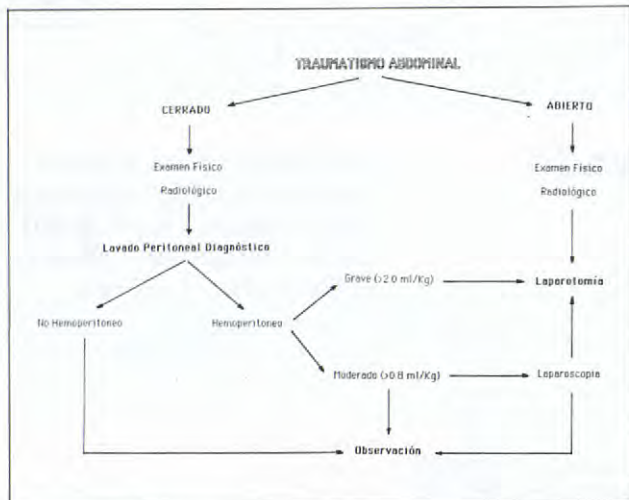 TRAUMATISMO ABDOMINAL
CERRADO
ABIERTO
Examen Físico
Radiológico
Examen Físico
Radiológico
Lavado Peritoneal Diagnóstico
Grave (>2.0 ml/Kg)
Laparotomía
No Hemoperitoneo
Hemoperitoneo
Moderado (>0.8 ml/Kg)
Laparoscopia
Observación